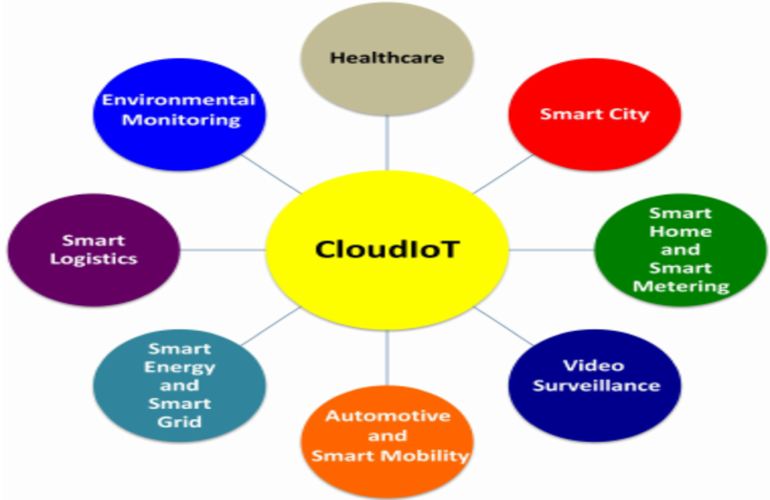 Healthcare
Smart City
Smart
Home
and
Smart
Metering
Video
Surveillance
Automotive
and
Smart Mobility
Smart
Energy
and
Smart
Grid
Smart
Logistics
Environmental
Monitoring
CloudIoT